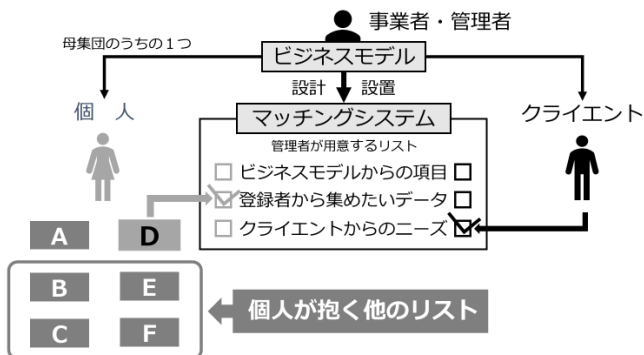 事業者・管理者
母集団のうちの１つ
ビジネスモデル
設計 設置
個 人
マッチングシステム
クライアント
管理者が用意するリスト
ビジネスモデルからの項目
登録者から集めたいデータ
クライアントからのニーズ
A D
B E
C F
個人が抱く他のリスト